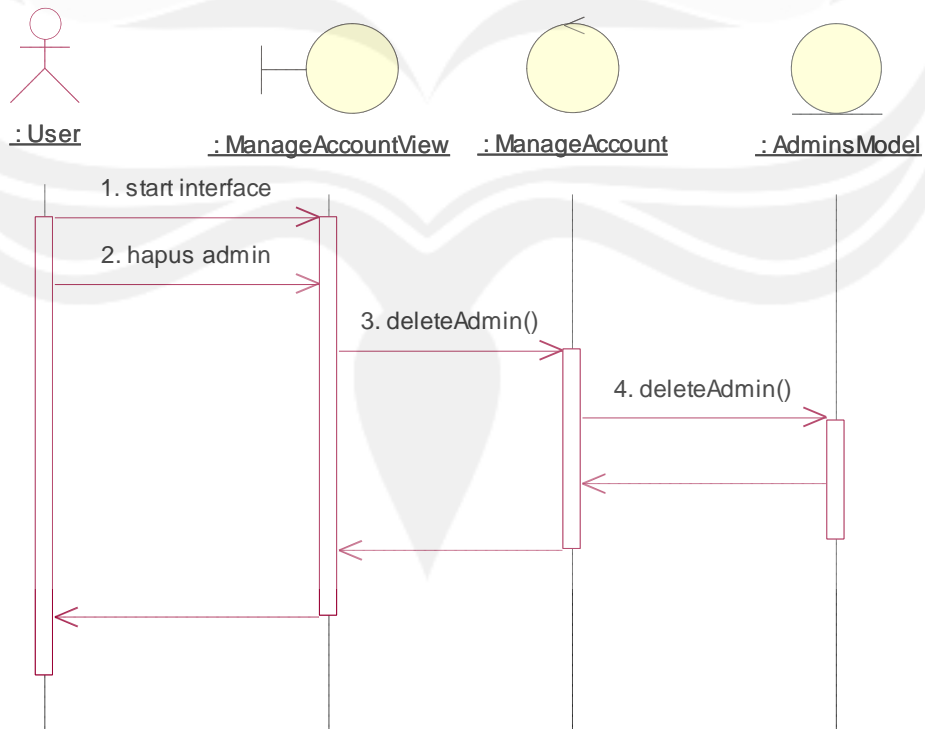 : User
: ManageAccountView
: ManageAccount
: AdminsModel
1. start interface
2. hapus admin
3. deleteAdmin()
4. deleteAdmin()